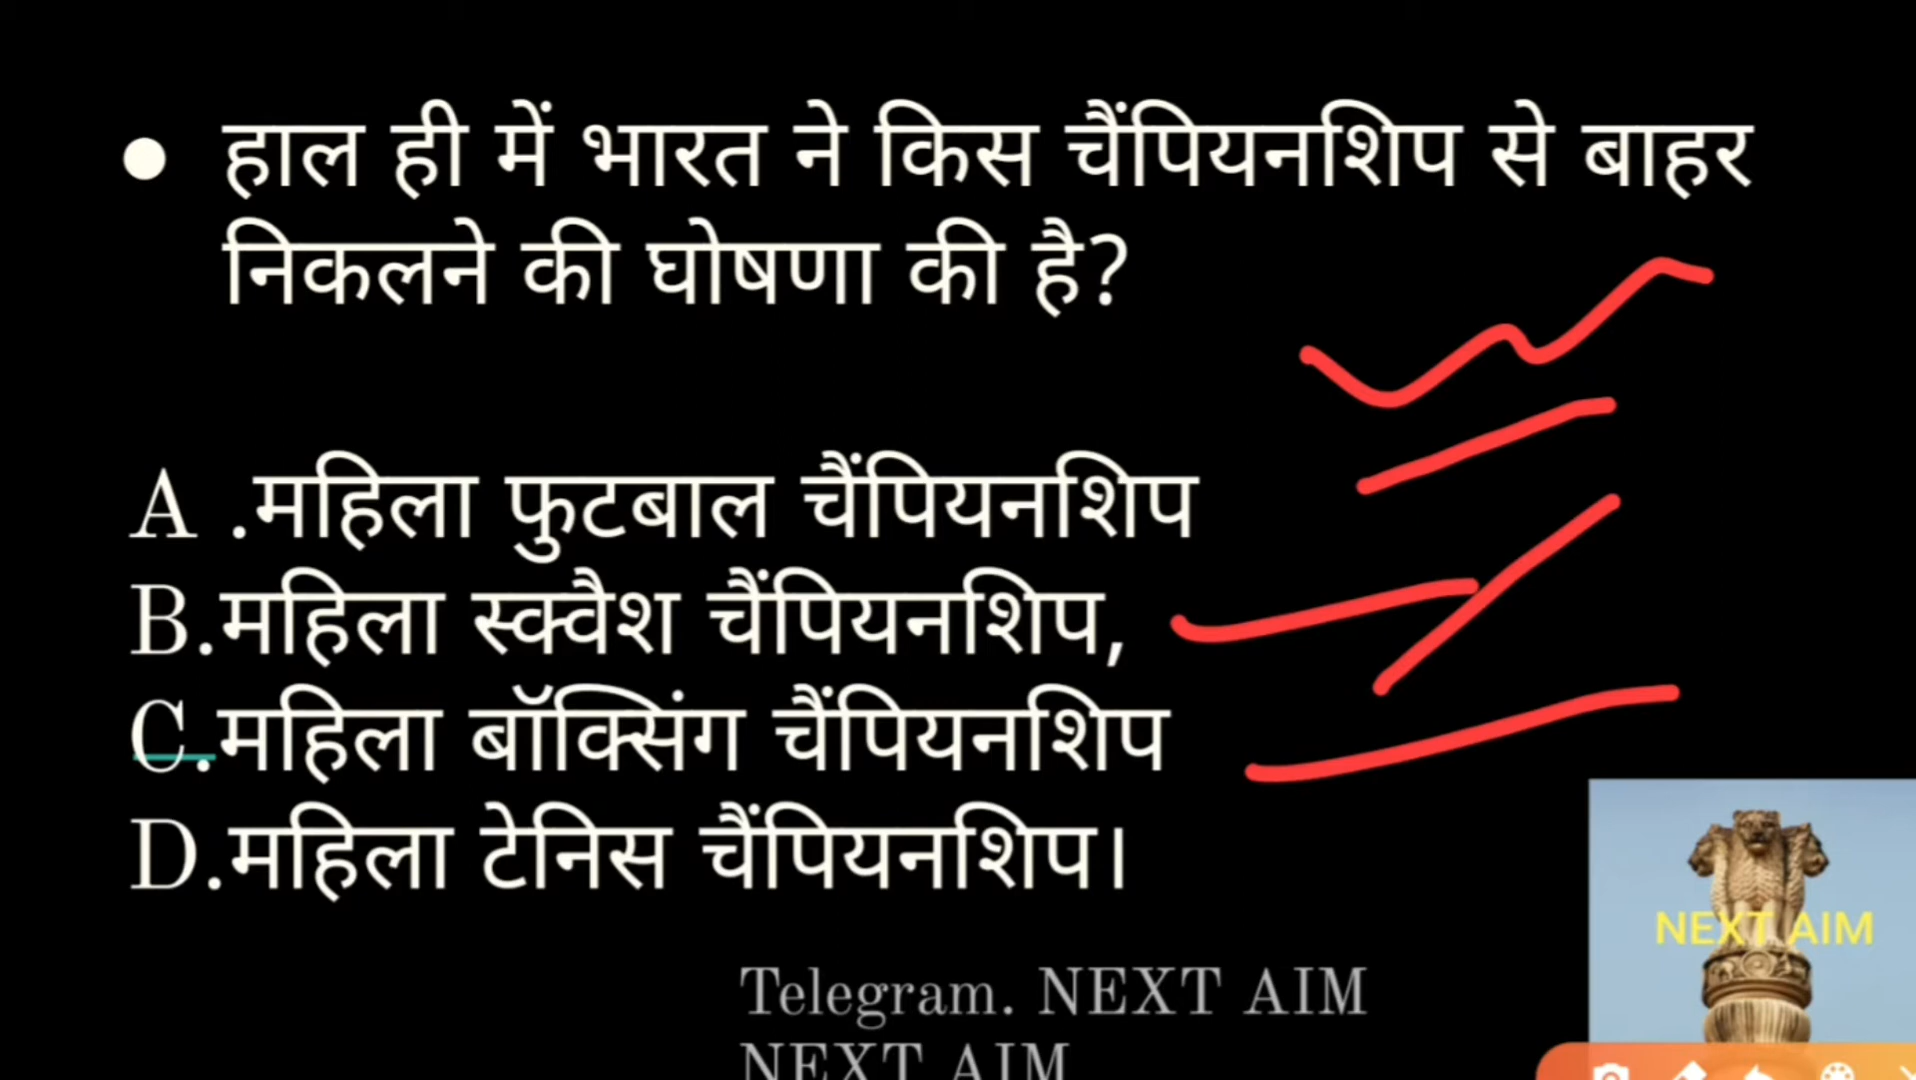 • हाल ही में भारत ने किस चैंपियनशिप से बाहर
निकलने की घोषणा की है?
A .महिला फुटबाल चैंपियनशिप
B.महिला स्क्वैश चैंपियनशिप,
C.महिला बॉक्सिंग चैंपियनशिप
D.महिला टेनिस चैंपियनशिप।
NEXT AIM
Telegram. NEXT AIM
NEXT AIM